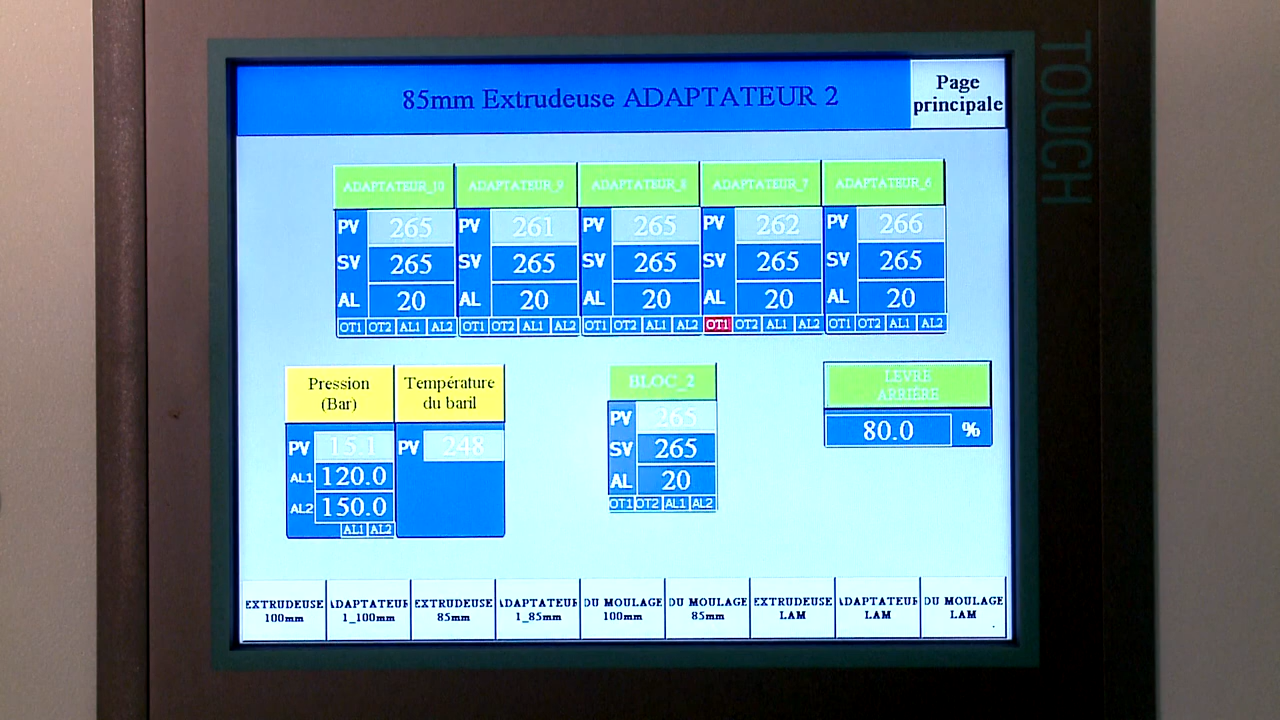 85mm Extrudeuse ADAPTATEUR 2
Page
principale
TOUCH
ADAPTATEUR_10 ADAPTATEUR_9 ADAPTATEUR_8 ADAPTATEUR_7 ADAPTATEUR_6
PV 265 PV 261 PV 265 PV 262 PV 266
SV 265 SV 265 SV 265 SV 265 SV 265
AL 20 AL 20 AL 20 AL 20 AL 20
OT1 OT2 AL1 AL2 OT1 OT2 AL1 AL2 OT1 OT2 AL1 AL2 OT1 OT2 AL1 AL2 OT1 OT2 AL1 AL2
Pression
(Bar)
PV 15.1
AL1 120.0
AL2 150.0
AL1 AL2
Température
du baril
PV 248
BLOC_2
PV 265
SV 265
AL 20
OT1 OT2 AL1 AL2
LEVRE
ARRIÈRE
80.0 %
EXTRUDEUSE
100mm
ADAPTATEUR
1_100mm
EXTRUDEUSE
85mm
ADAPTATEUR
1_85mm
DU MOULAGE
100mm
DU MOULAGE
85mm
EXTRUDEUSE
LAM
ADAPTATEUR
LAM
DU MOULAGE
LAM